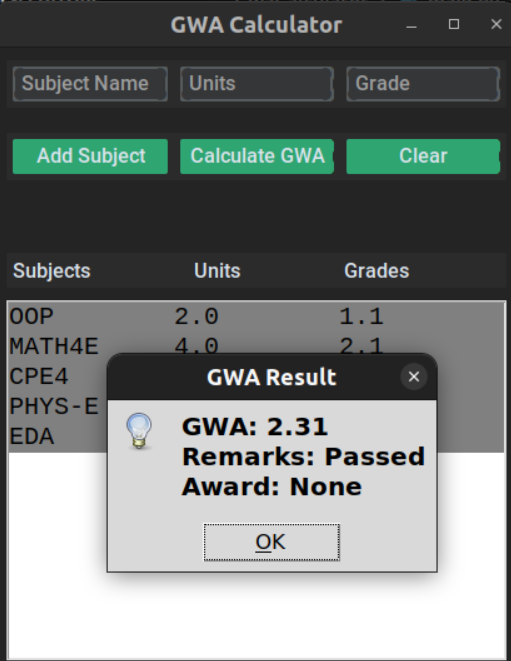 GWA Calculator
Subject Name Units Grade
Add Subject Calculate GWA Clear
Subjects Units Grades
OOP 2.0 1.1
MATH4E 4.0 2.1
CPE4
PHYS-E
EDA
GWA Result
GWA: 2.31
Remarks: Passed
Award: None
OK